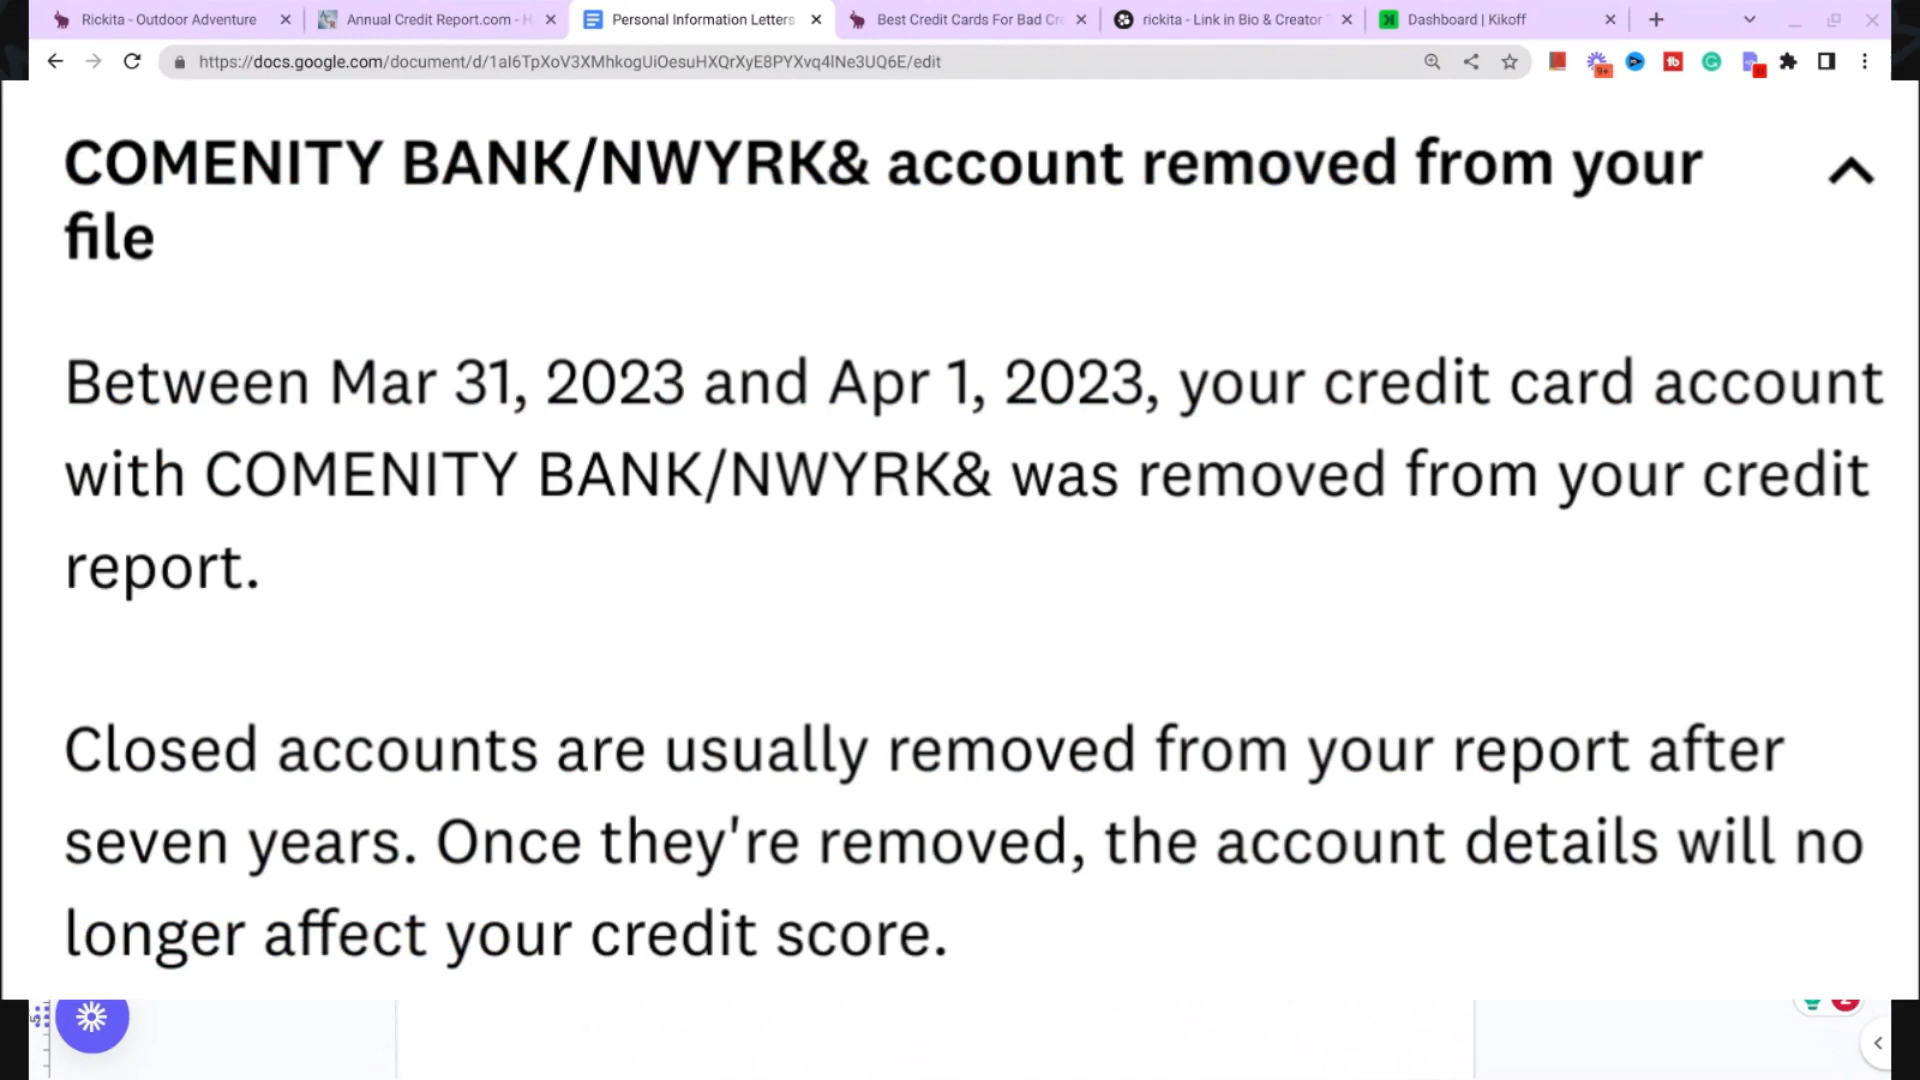 Rickita - Outdoor Adventure
Annual Credit Report.com - H
Personal Information Letters
Best Credit Cards For Bad Cre
rickita - Link in Bio & Creator T
Dashboard | Kikoff
https://docs.google.com/document/d/1aI6TpXoV3XMhkogUiOesuHXQrXyE8PYXvq4lNe3UQ6E/edit
9+
COMENITY BANK/NWYRK& account removed from your
file
Between Mar 31, 2023 and Apr 1, 2023, your credit card account
with COMENITY BANK/NWYRK& was removed from your credit
report.
Closed accounts are usually removed from your report after
seven years. Once they're removed, the account details will no
longer affect your credit score.